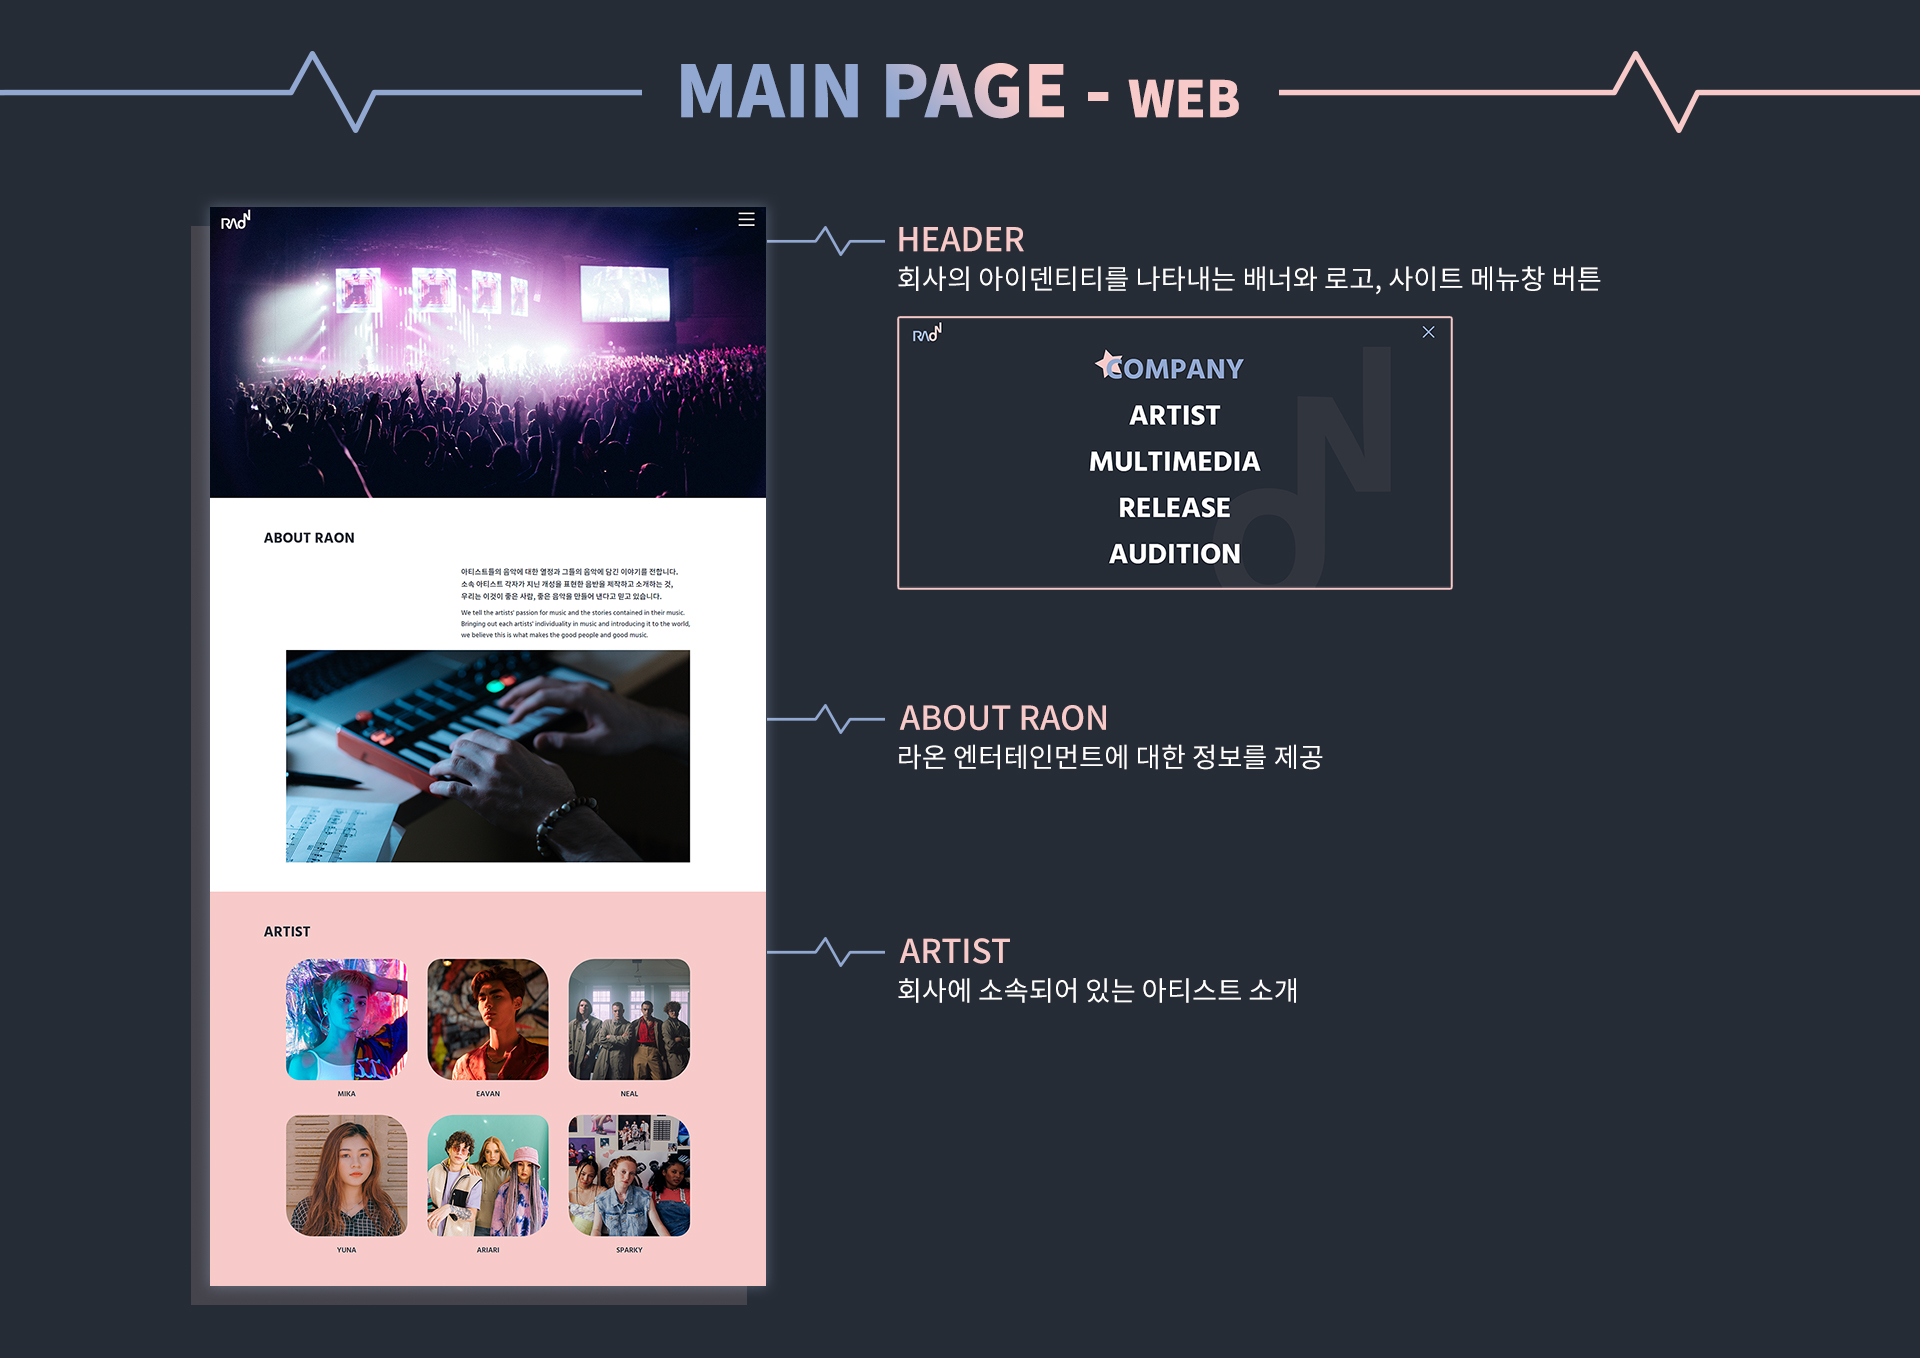 MAIN PAGE - WEB
RAON
ABOUT RAON
아티스트들의 음악에 대한 열정과 그들의 음악에 담긴 이야기를 전합니다.
소속 아티스트 각자가 지닌 개성을 표현한 음반을 제작하고 소개하는 것,
우리는 이것이 좋은 사람, 좋은 음악을 만들어 낸다고 믿고 있습니다.
We tell the artists' passion for music and the stories contained in their music.
Bringing out each artists' individuality in music and introducing it to the world,
we believe this is what makes the good people and good music.
ARTIST
MIKA
EAVAN
NEAL
YUNA
ARIARI
SPARKY
HEADER
회사의 아이덴티티를 나타내는 배너와 로고, 사이트 메뉴창 버튼
RAON
COMPANY
ARTIST
MULTIMEDIA
RELEASE
AUDITION
ABOUT RAON
라온 엔터테인먼트에 대한 정보를 제공
ARTIST
회사에 소속되어 있는 아티스트 소개